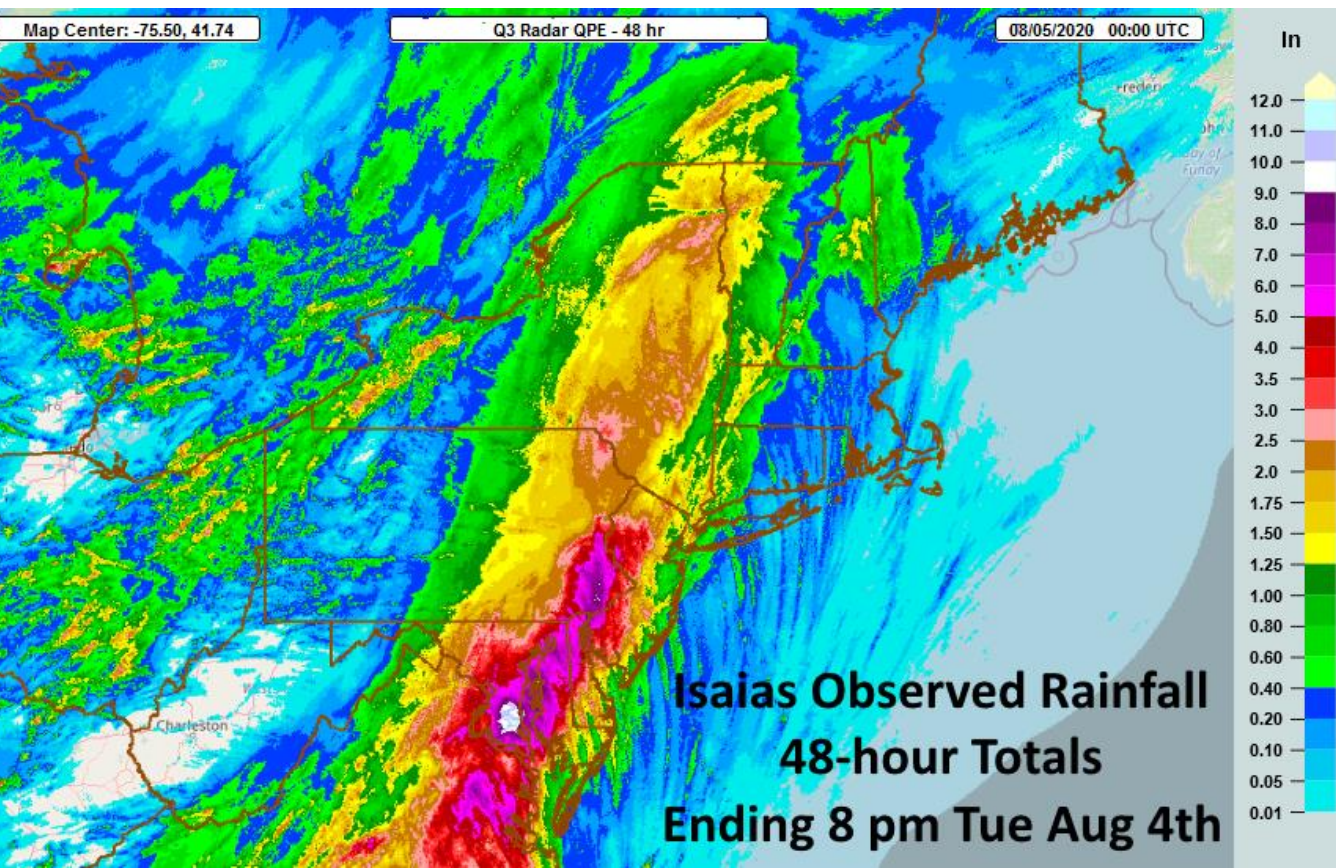 Map Center: -75.50, 41.74
Q3 Radar QPE - 48 hr
08/05/2020 00:00 UTC
In
12.0
11.0
10.0
9.0
8.0
7.0
6.0
5.0
4.0
3.5
3.0
2.5
2.0
1.75
1.50
1.25
1.00
0.80
0.60
0.40
0.20
0.10
0.05
0.01
Frederi
Bay of
Fundy
Charleston
Isaias Observed Rainfall
48-hour Totals
Ending 8 pm Tue Aug 4th